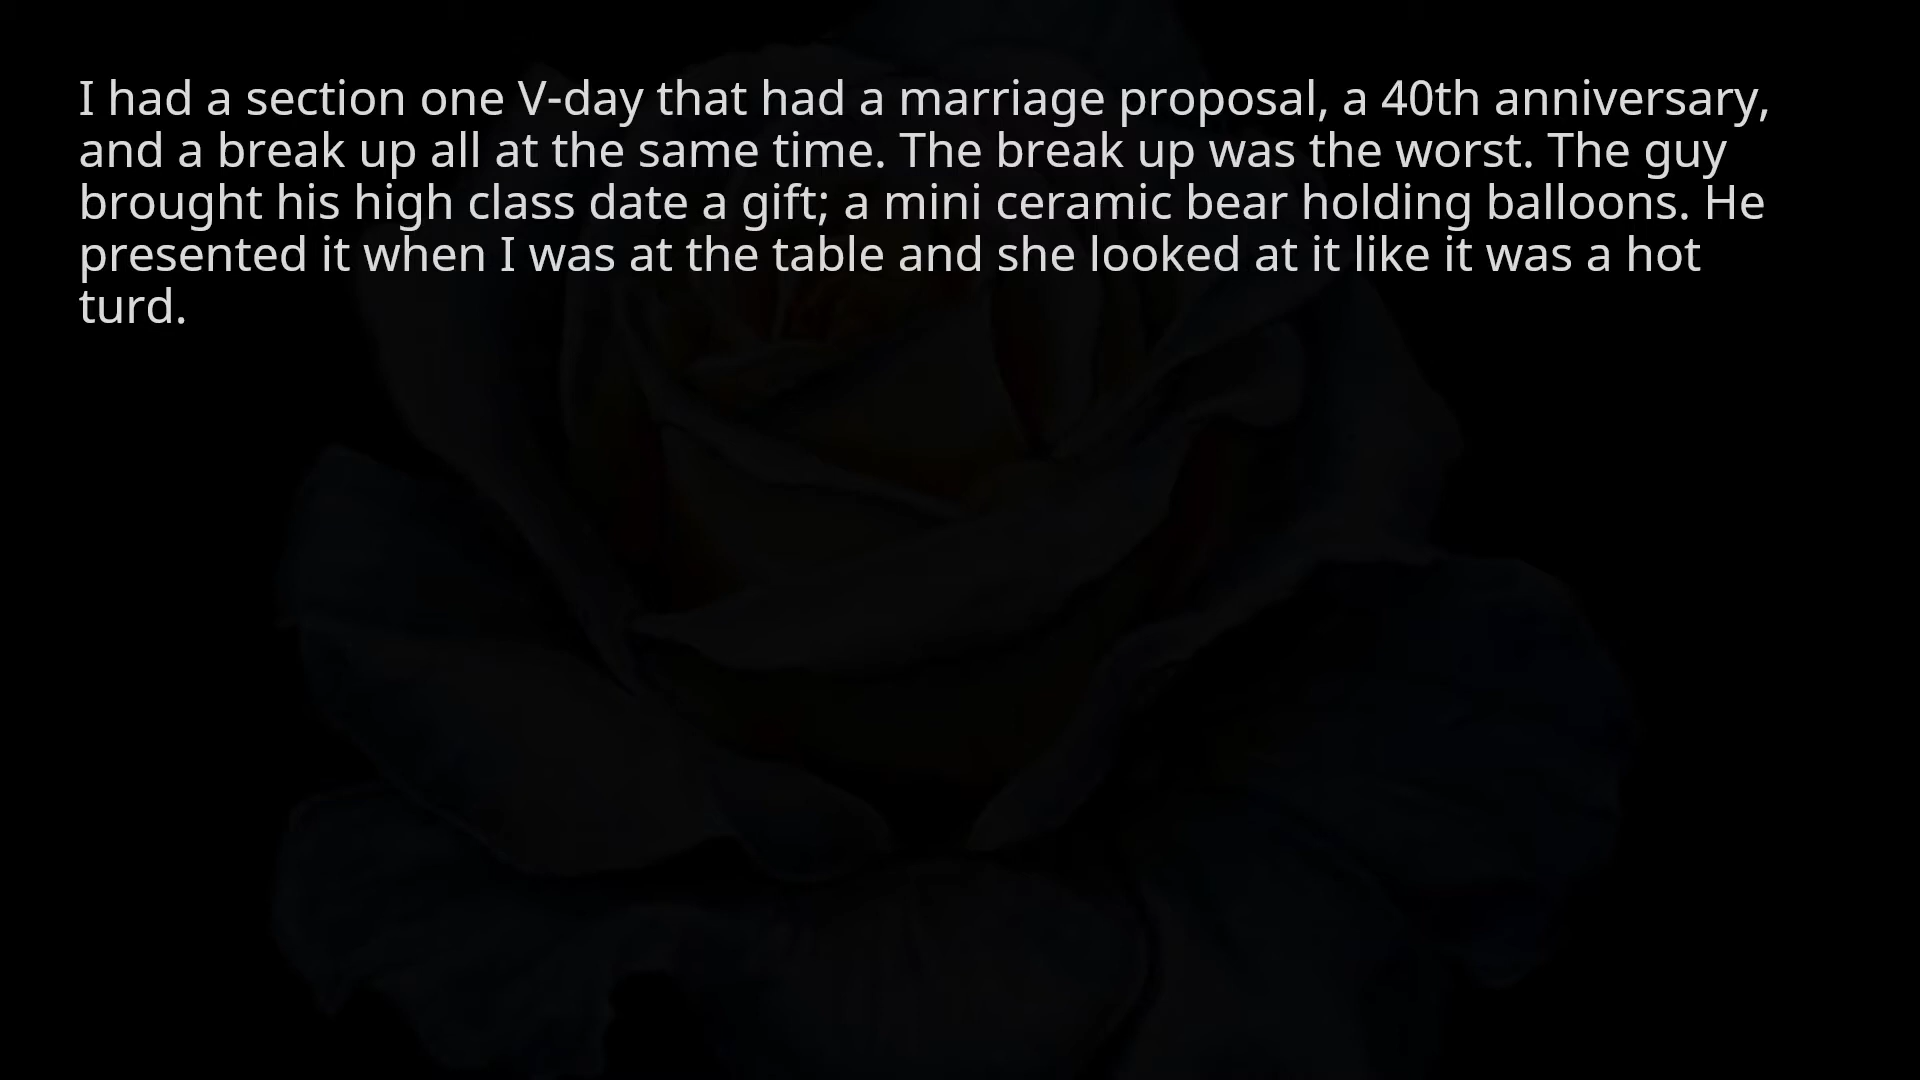 I had a section one V-day that had a marriage proposal, a 40th anniversary,
and a break up all at the same time. The break up was the worst. The guy
brought his high class date a gift; a mini ceramic bear holding balloons. He
presented it when I was at the table and she looked at it like it was a hot
turd.